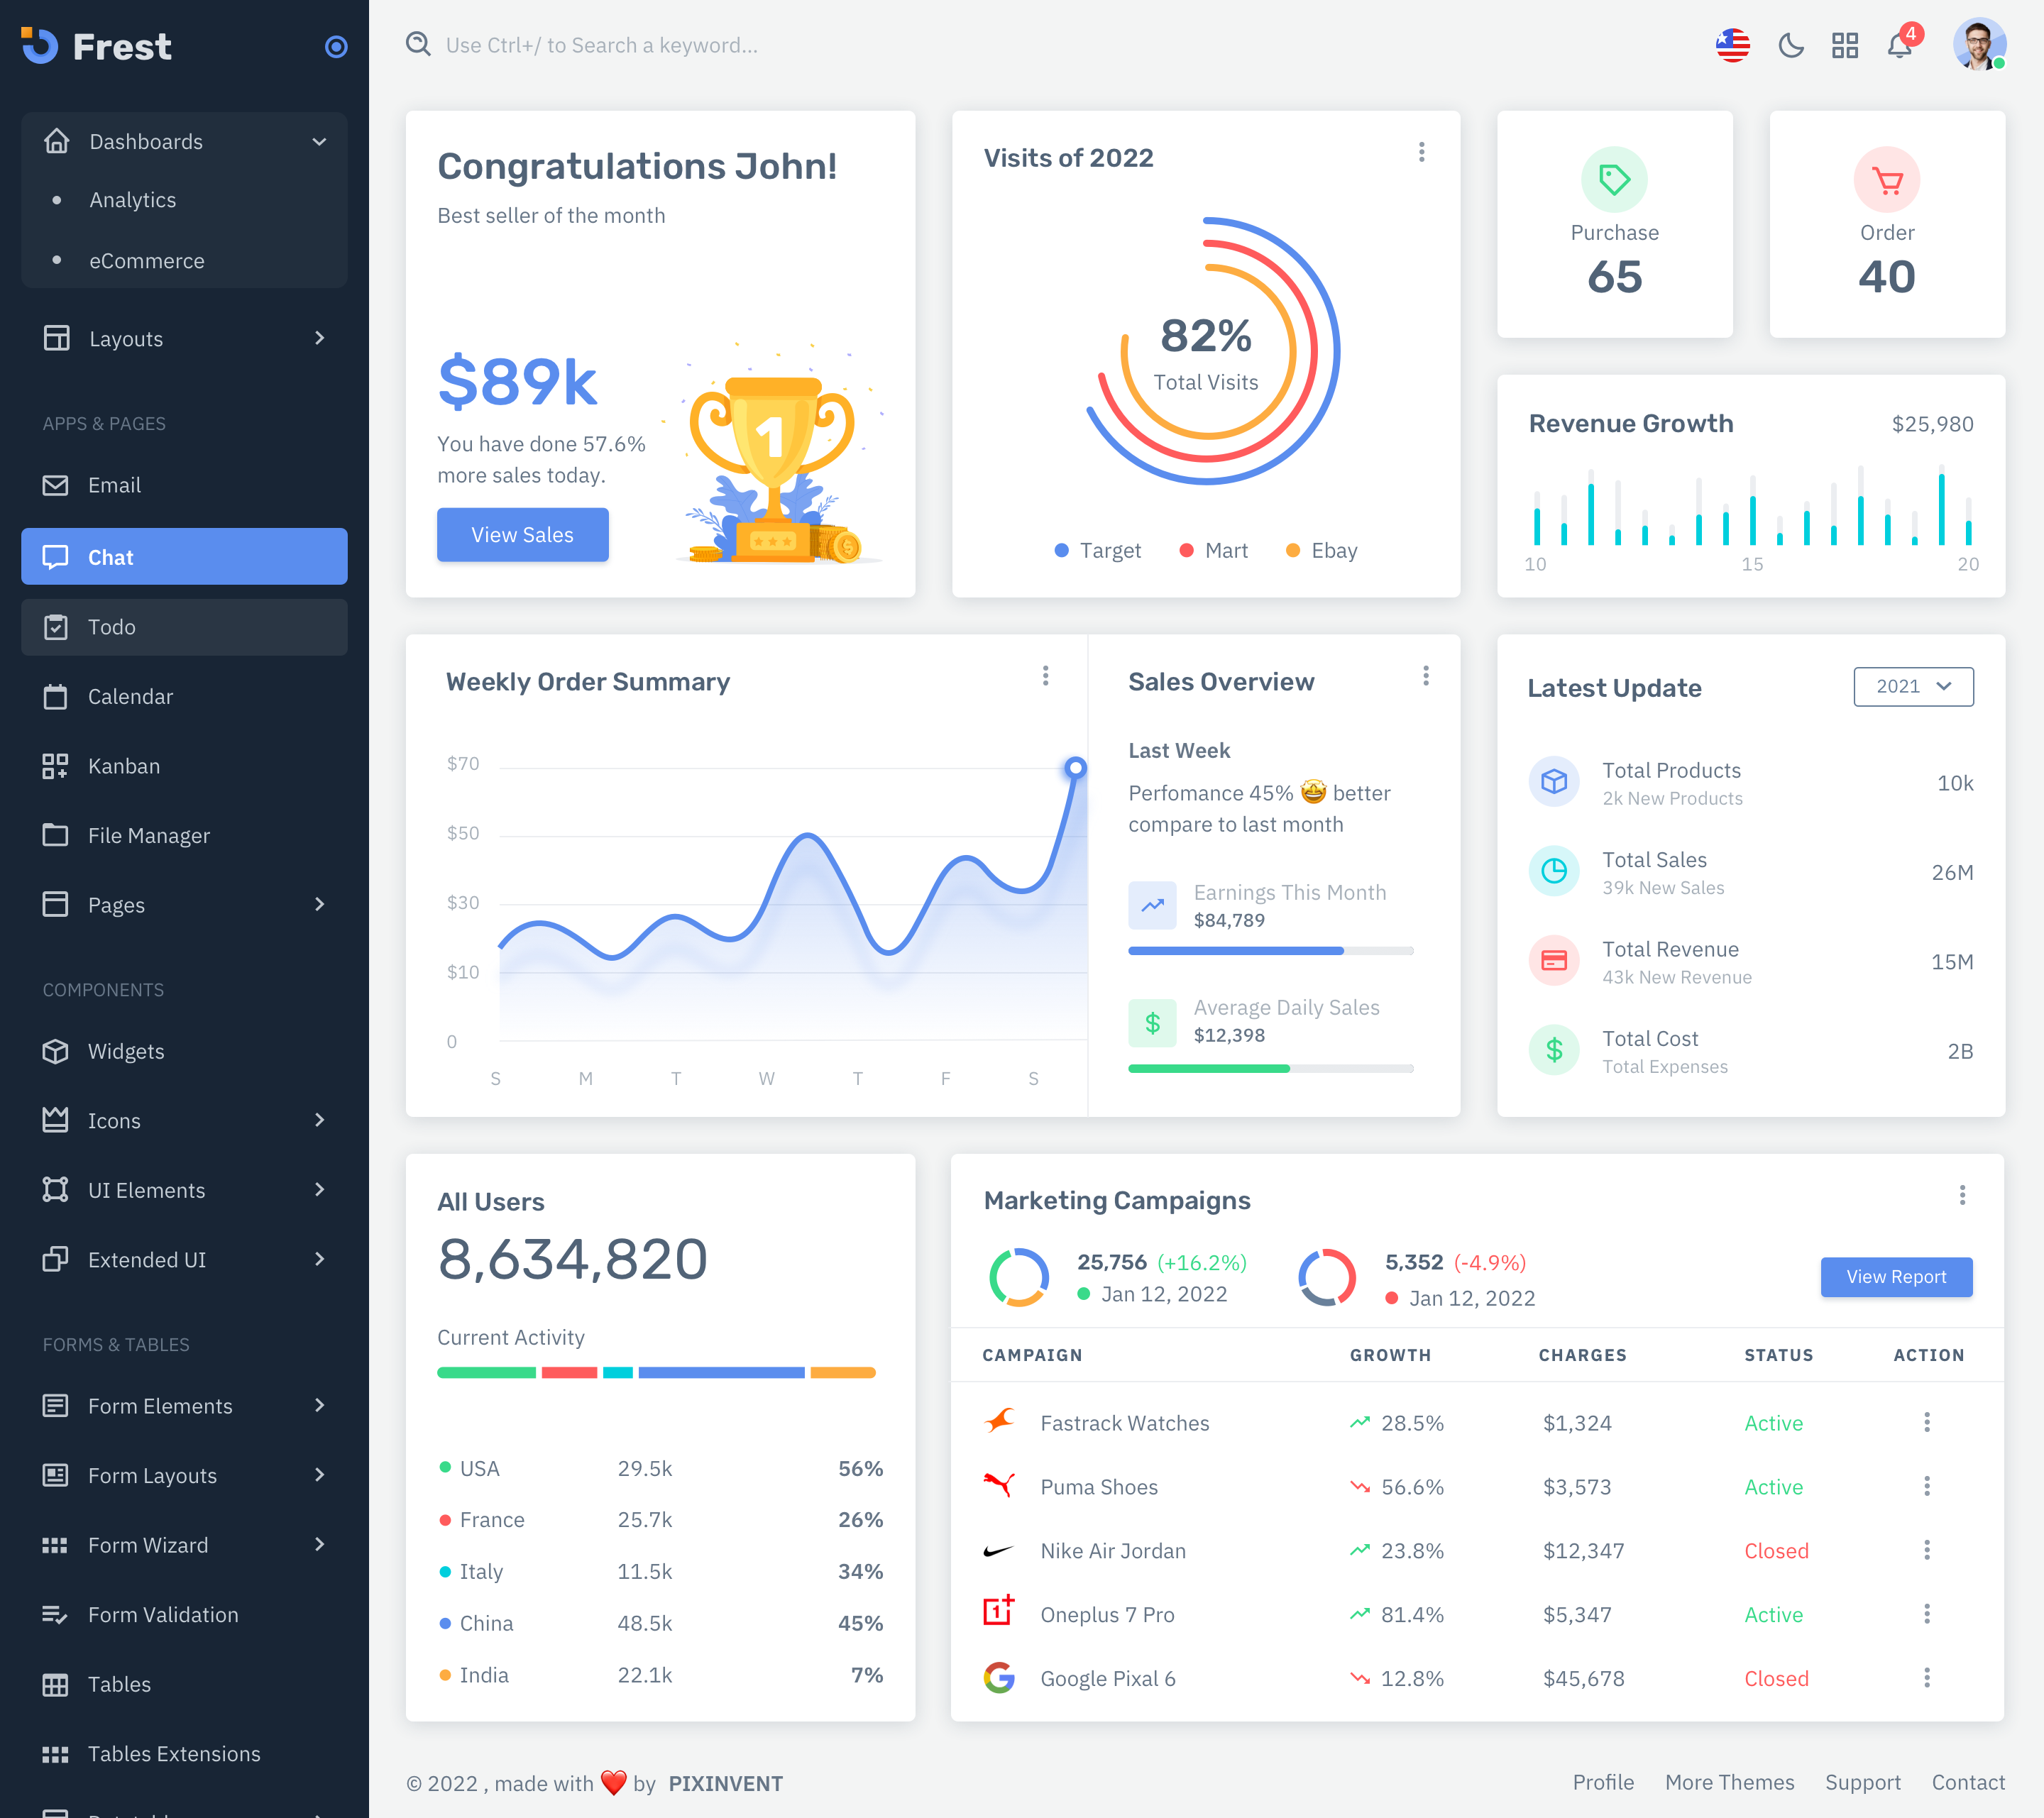 Frest
Dashboards
Analytics
eCommerce
Layouts
APPS & PAGES
Email
Chat
Todo
Calendar
Kanban
File Manager
Pages
COMPONENTS
Widgets
Icons
UI Elements
Extended UI
FORMS & TABLES
Form Elements
Form Layouts
Form Wizard
Form Validation
Tables
Tables Extensions
Use Ctrl+/ to Search a keyword...
4
Congratulations John!
Best seller of the month
$89k
You have done 57.6%
more sales today.
View Sales
1
Visits of 2022
82%
Total Visits
Target Mart Ebay
Purchase
65
Order
40
Revenue Growth $25,980
10 15 20
Weekly Order Summary
$70
$50
$30
$10
0
S M T W T F S
Sales Overview
Last Week
Perfomance 45% 🤩 better
compare to last month
Earnings This Month
$84,789
$
Average Daily Sales
$12,398
Latest Update 2021
Total Products
2k New Products
10k
Total Sales
39k New Sales
26M
Total Revenue
43k New Revenue
15M
$
Total Cost
Total Expenses
2B
All Users
8,634,820
Current Activity
USA 29.5k 56%
France 25.7k 26%
Italy 11.5k 34%
China 48.5k 45%
India 22.1k 7%
Marketing Campaigns
25,756 (+16.2%)
Jan 12, 2022
5,352 (-4.9%)
Jan 12, 2022
View Report
CAMPAIGN GROWTH CHARGES STATUS ACTION
Fastrack Watches 28.5% $1,324 Active
Puma Shoes 56.6% $3,573 Active
Nike Air Jordan 23.8% $12,347 Closed
Oneplus 7 Pro 81.4% $5,347 Active
Google Pixal 6 12.8% $45,678 Closed
© 2022 , made with ❤️ by PIXINVENT
Profile More Themes Support Contact